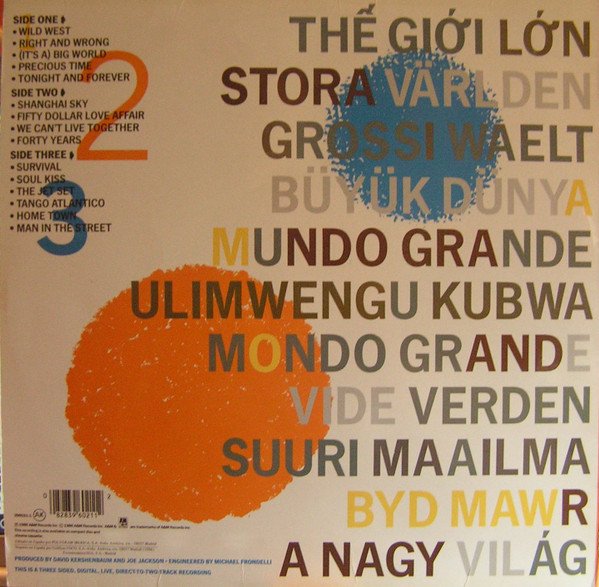 SIDE ONE
• WILD WEST
• RIGHT AND WRONG
• (IT'S A) BIG WORLD
• PRECIOUS TIME
• TONIGHT AND FOREVER
SIDE TWO
• SHANGHAI SKY
• FIFTY DOLLAR LOVE AFFAIR
• WE CAN'T LIVE TOGETHER
• FORTY YEARS
2
SIDE THREE
• SURVIVAL
• SOUL KISS
• THE JET SET
• TANGO ATLANTICO
• HOME TOWN
• MAN IN THE STREET
3
THẾ GIỚI LỚN
STORA VÄRLDEN
GROSSI WAELT
BÜYÜK DÜNYA
MUNDO GRANDE
ULIMWENGU KUBWA
MONDO GRANDE
VIDE VERDEN
SUURI MAAILMA
BYD MAWR
A NAGY VILÁG
0 82839 60211 2
PRODUCED BY DAVID KERSHENBAUM AND JOE JACKSON - ENGINEERED BY MICHAEL FRONDELLI
THIS IS A THREE SIDED, DIGITAL, LIVE, DIRECT-TO-TWO-TRACK RECORDING